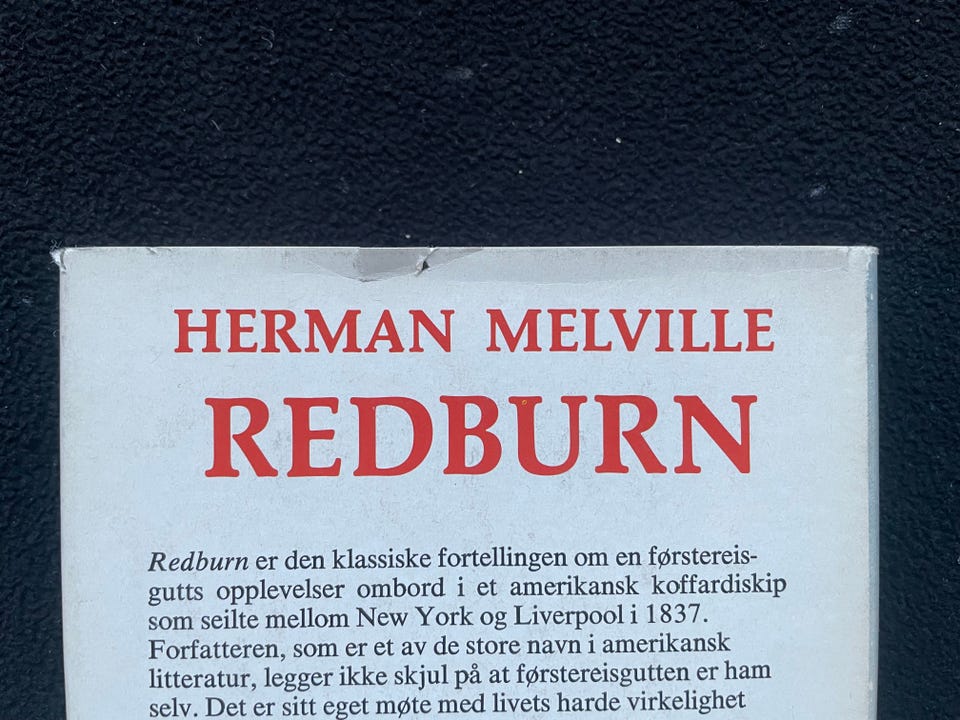 HERMAN MELVILLE
REDBURN
Redburn er den klassiske fortellingen om en førstereis-
gutts opplevelser ombord i et amerikansk koffardiskip
som seilte mellom New York og Liverpool i 1837.
Forfatteren, som er et av de store navn i amerikansk
litteratur, legger ikke skjul på at førstereisgutten er ham
selv. Det er sitt eget møte med livets harde virkelighet